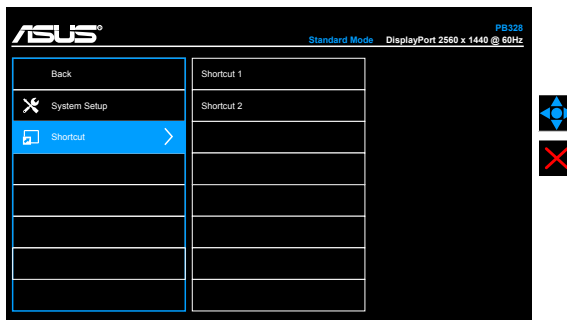 PB328
ASUS®
Standard Mode DisplayPort 2560 x 1440 @ 60Hz
Back
System Setup
Shortcut
Shortcut 1
Shortcut 2